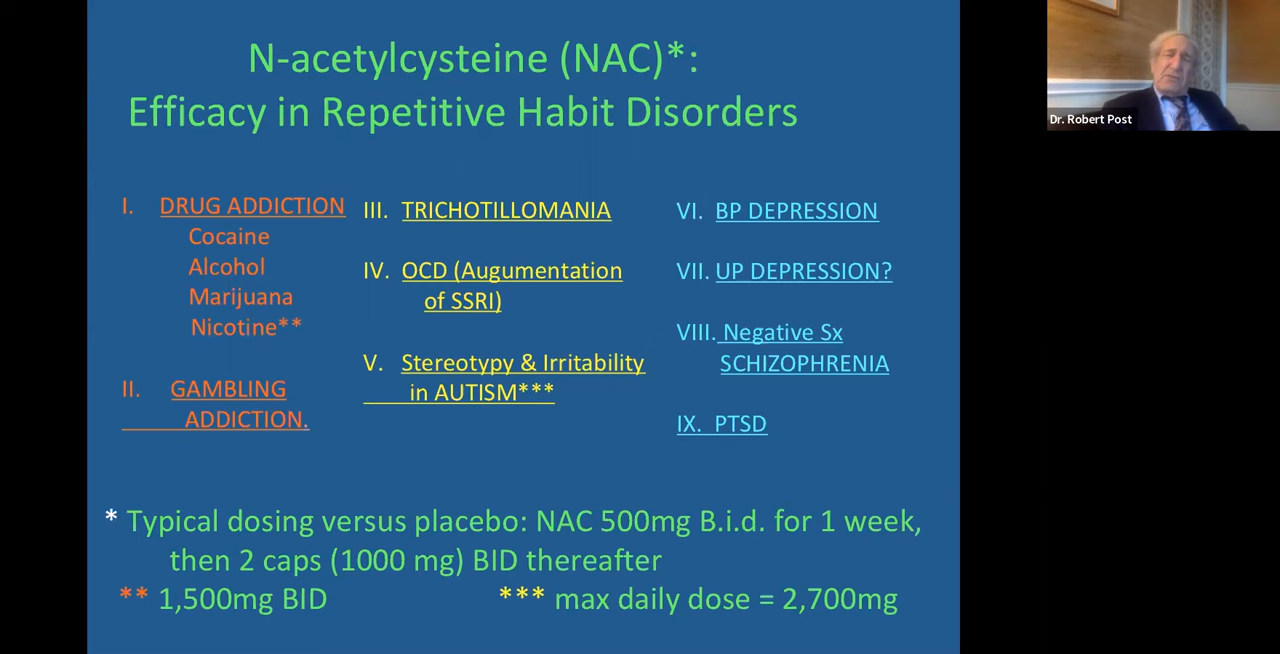 N-acetylcysteine (NAC)*:
Efficacy in Repetitive Habit Disorders
I. DRUG ADDICTION
Cocaine
Alcohol
Marijuana
Nicotine**
II. GAMBLING
ADDICTION.
III. TRICHOTILLOMANIA
IV. OCD (Augumentation
of SSRI)
V. Stereotypy & Irritability
in AUTISM***
VI. BP DEPRESSION
VII. UP DEPRESSION?
VIII. Negative Sx
SCHIZOPHRENIA
IX. PTSD
* Typical dosing versus placebo: NAC 500mg B.i.d. for 1 week,
then 2 caps (1000 mg) BID thereafter
** 1,500mg BID
*** max daily dose = 2,700mg
Dr. Robert Post